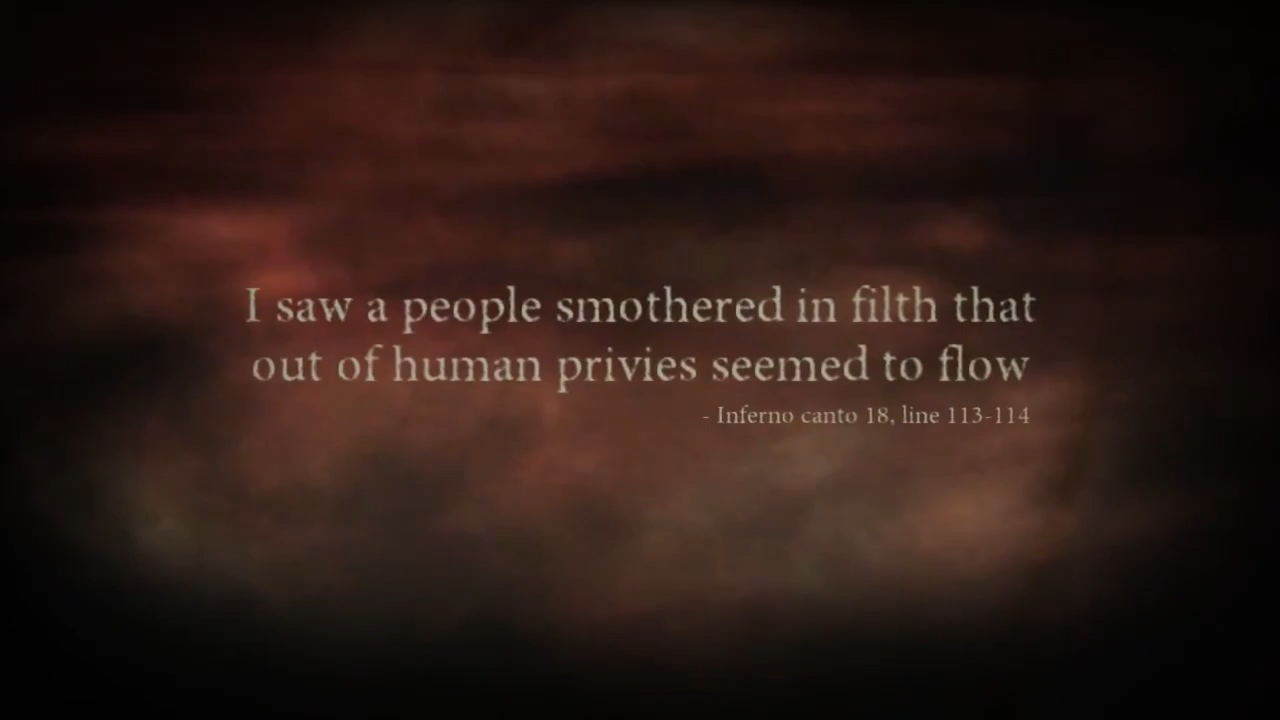 I saw a people smothered in filth that
out of human privies seemed to flow
- Inferno canto 18, line 113-114